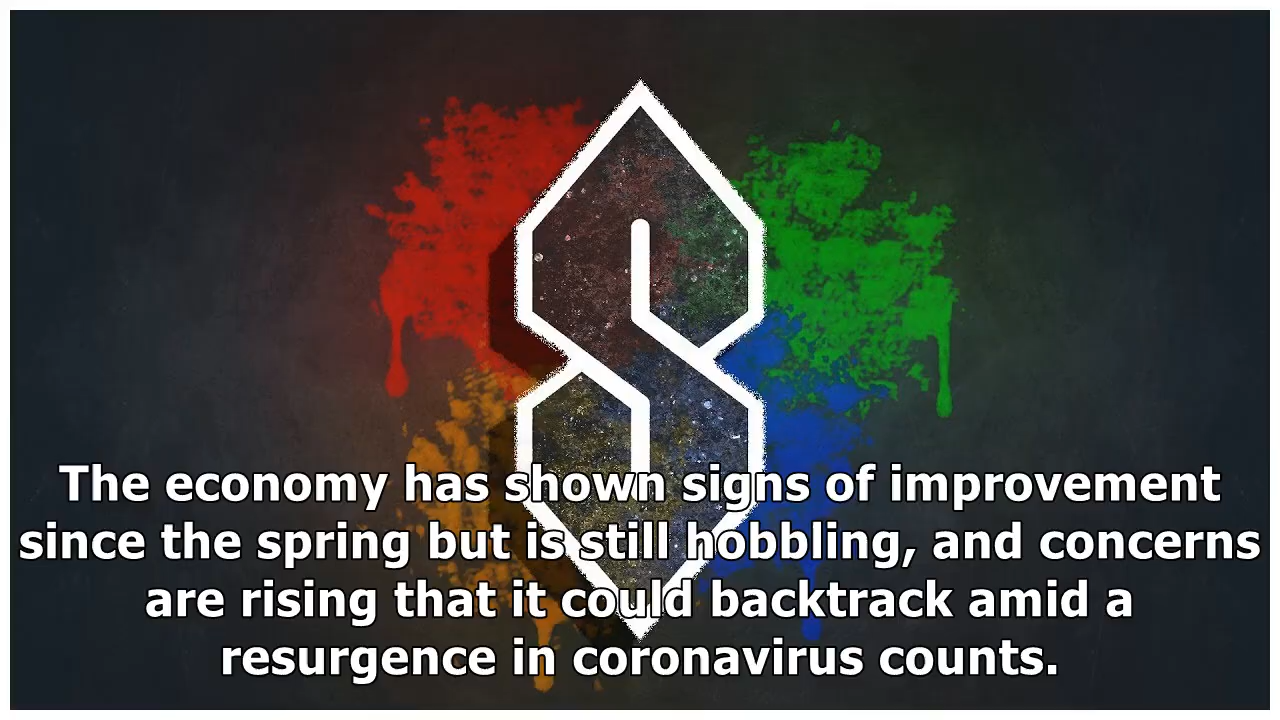 The economy has shown signs of improvement
since the spring but is still hobbling, and concerns
are rising that it could backtrack amid a
resurgence in coronavirus counts.